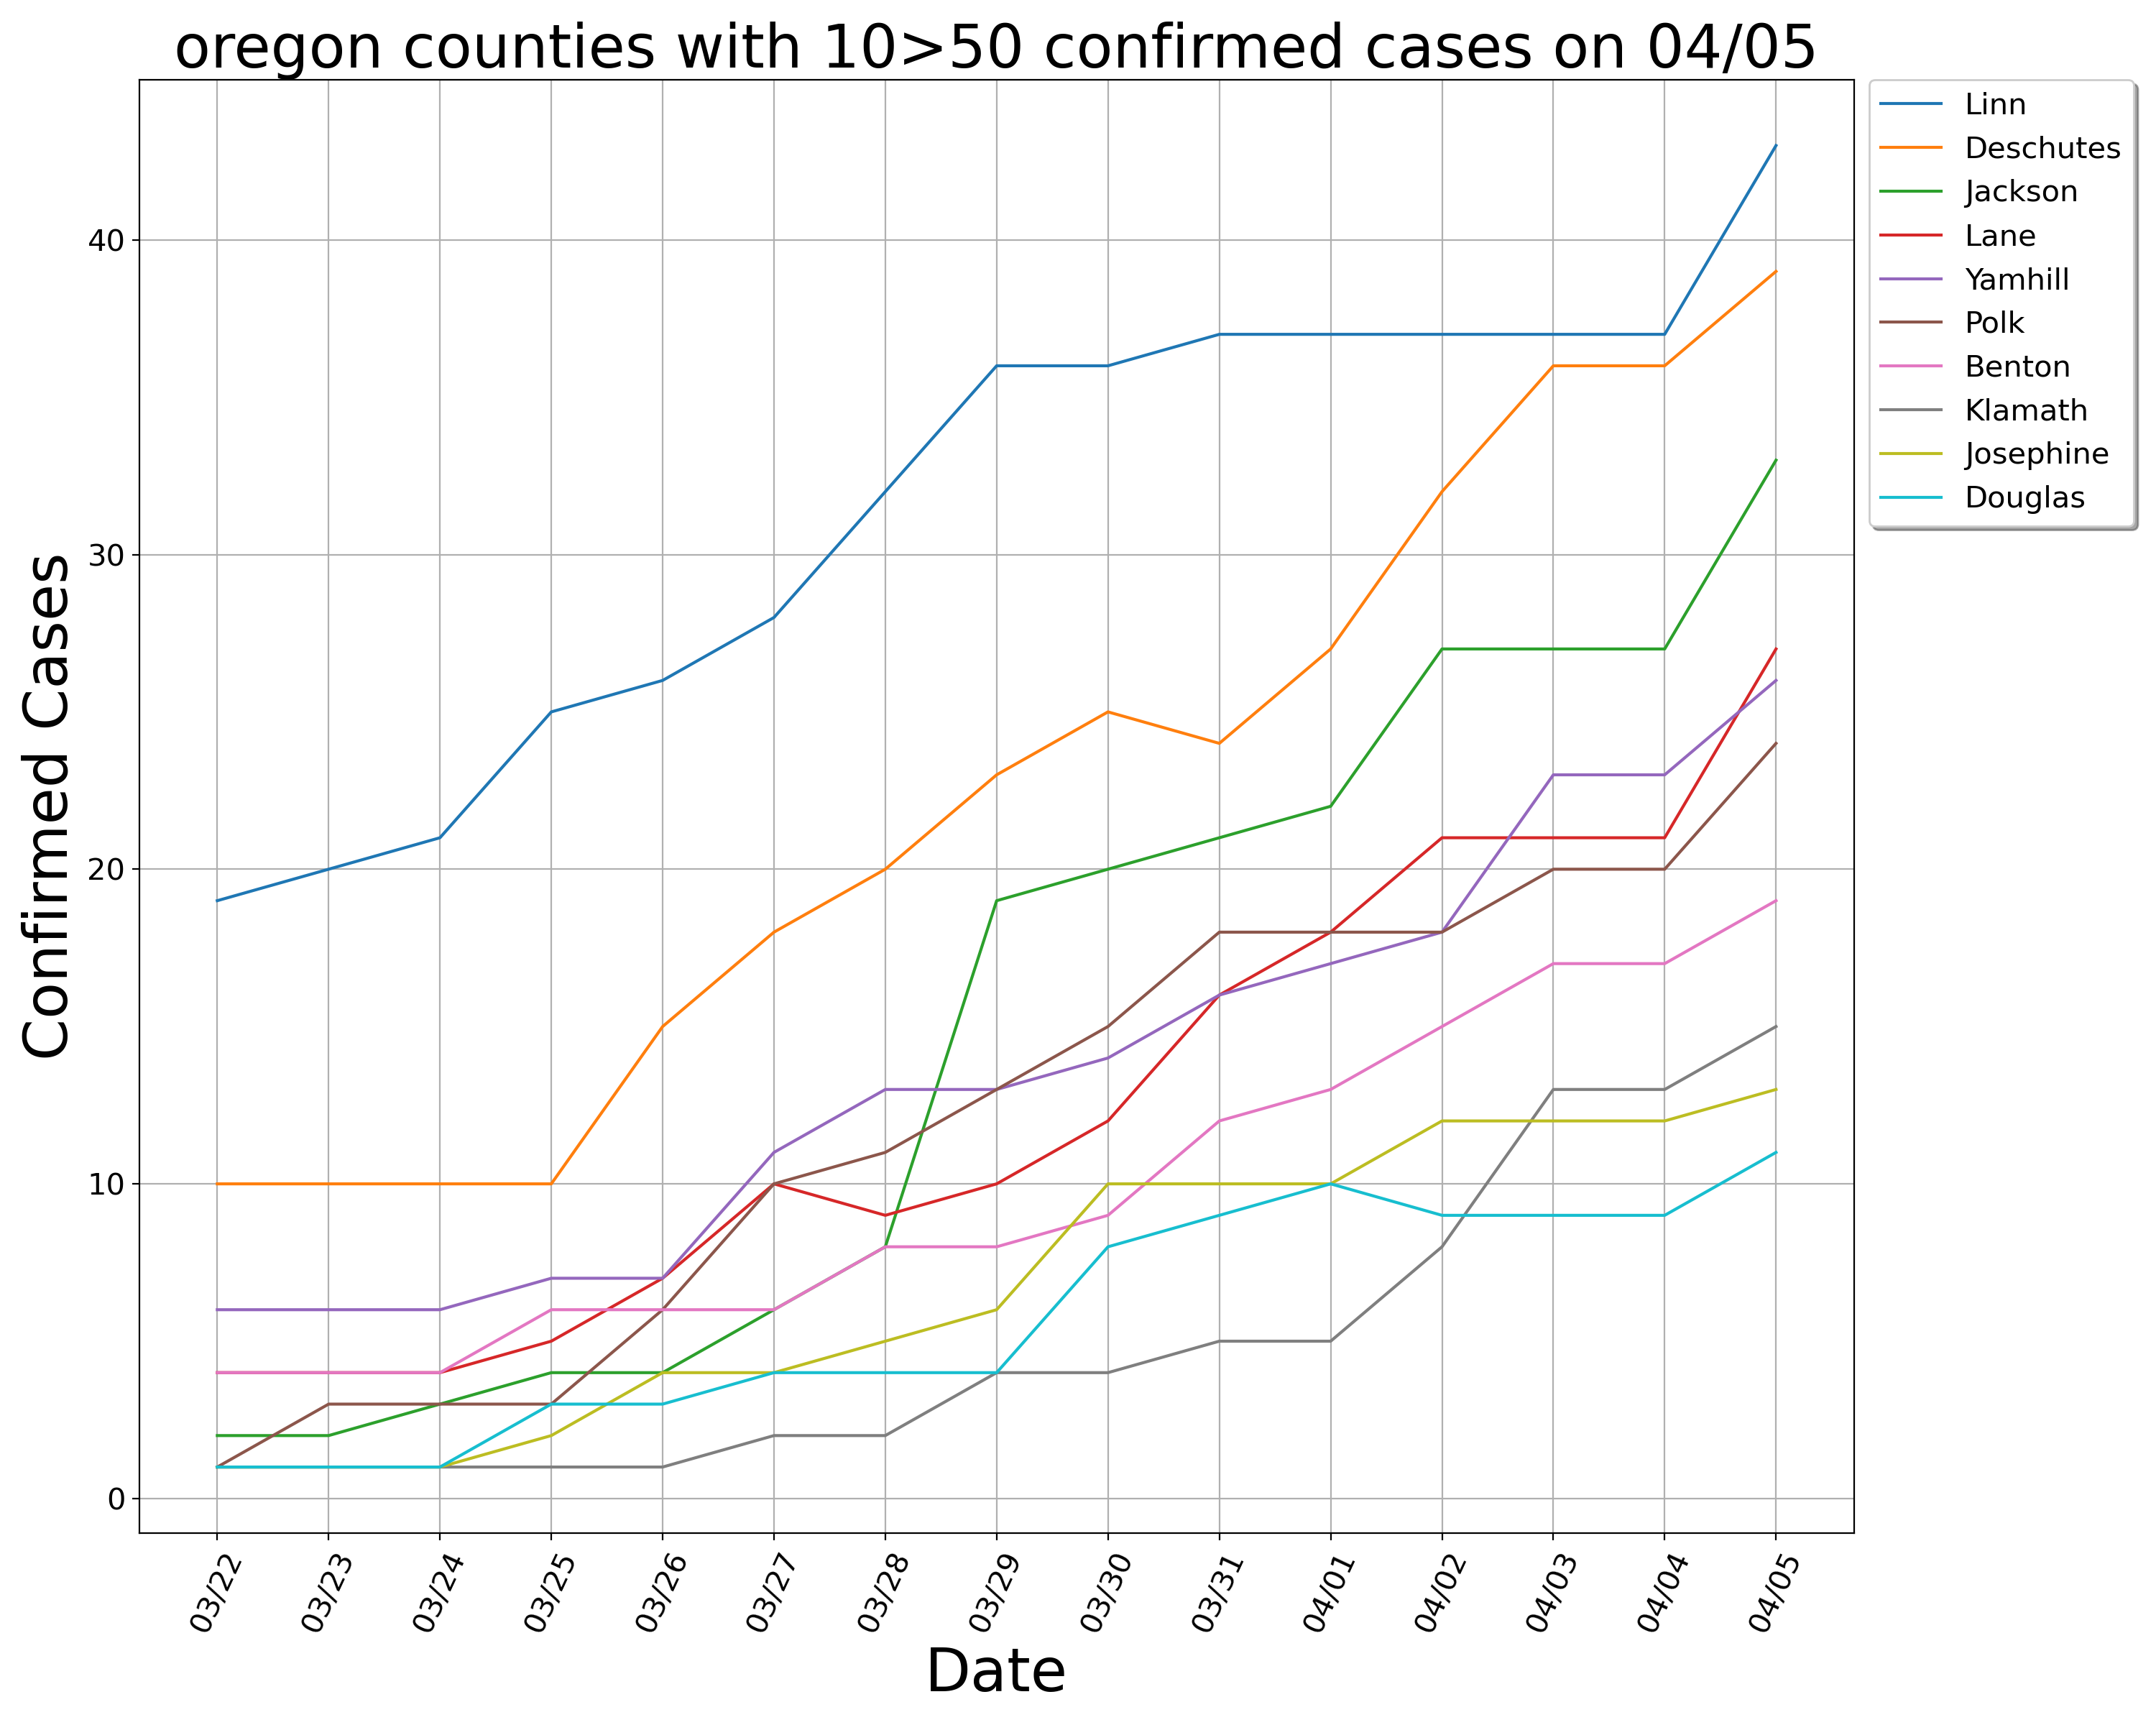 oregon counties with 10>50 confirmed cases on 04/05
Linn
Deschutes
Jackson
Lane
Yamhill
Polk
Benton
Klamath
Josephine
Douglas
Confirmed Cases
40
30
20
10
0
03/22
03/23
03/24
03/25
03/26
03/27
03/28
03/29
03/30
03/31
04/01
04/02
04/03
04/04
04/05
Date